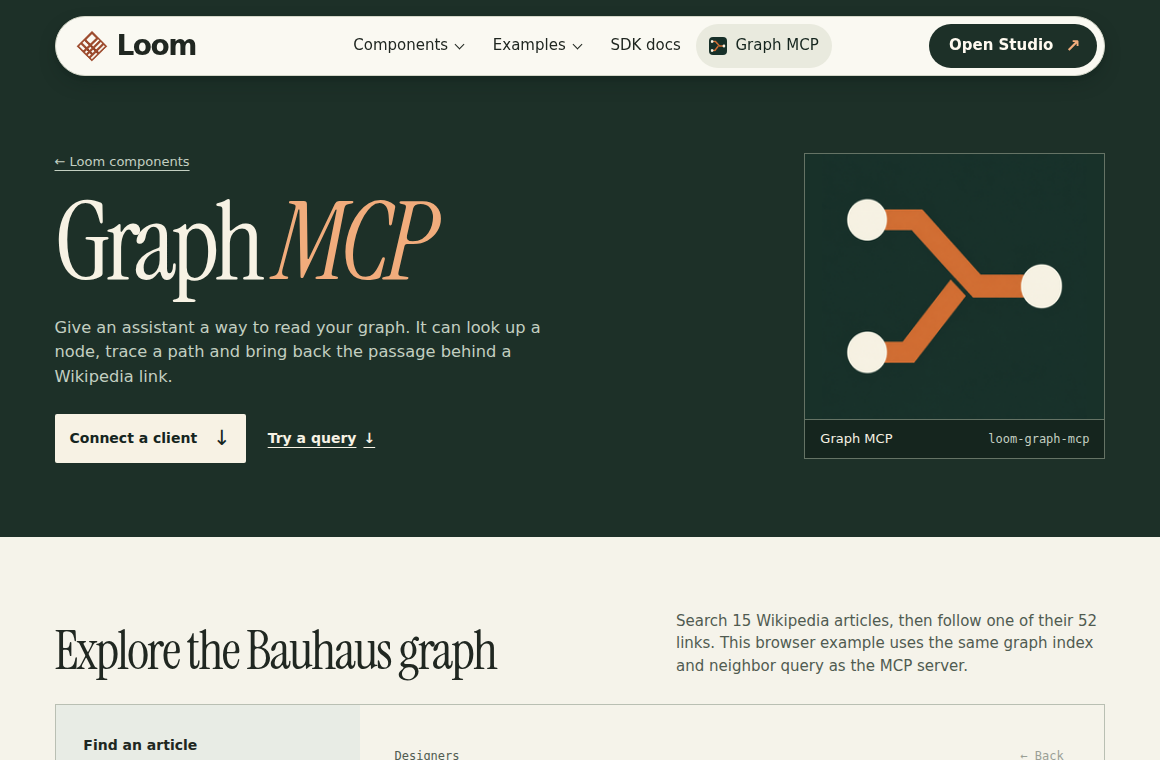 Loom
Components
Examples
SDK docs
Graph MCP
Open Studio ↗
← Loom components
Graph MCP
Give an assistant a way to read your graph. It can look up a
node, trace a path and bring back the passage behind a
Wikipedia link.
Connect a client ↓
Try a query ↓
Graph MCP
loom-graph-mcp
Explore the Bauhaus graph
Search 15 Wikipedia articles, then follow one of their 52
links. This browser example uses the same graph index
and neighbor query as the MCP server.
Find an article
Designers
← Back